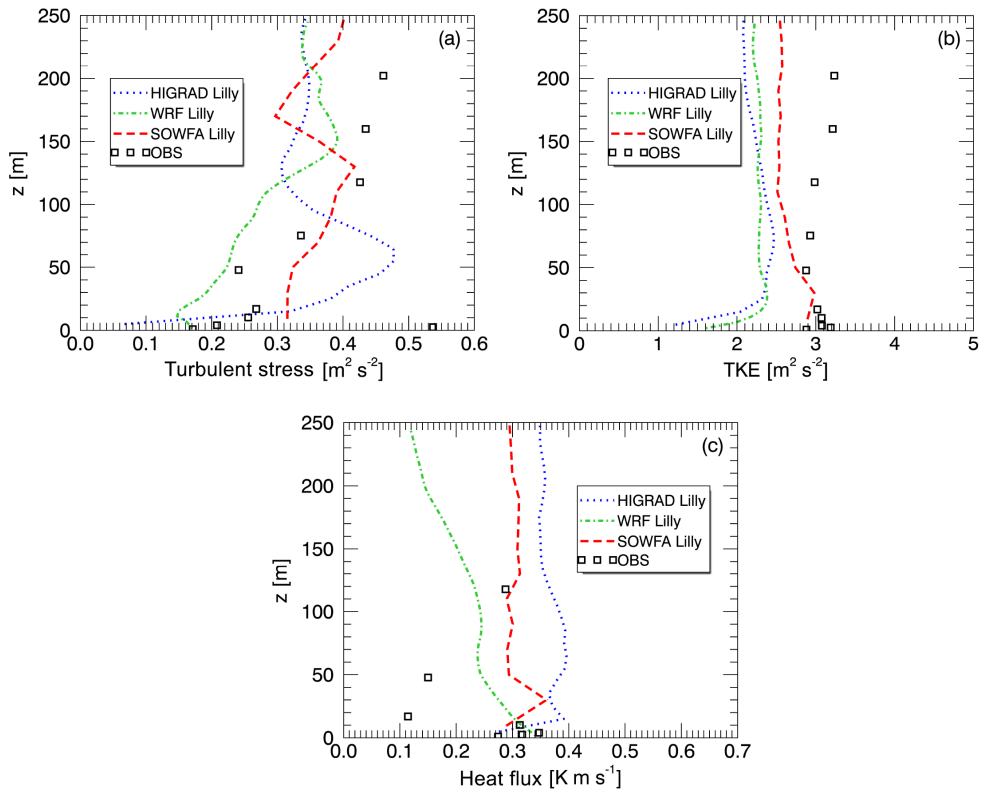 250
200
150
100
50
0
z [m]
(a)
HIGRAD Lilly
WRF Lilly
SOWFA Lilly
OBS
0.0 0.1 0.2 0.3 0.4 0.5 0.6
Turbulent stress [m² s⁻²]
250
200
150
100
50
0
z [m]
(b)
HIGRAD Lilly
WRF Lilly
SOWFA Lilly
OBS
0 1 2 3 4 5
TKE [m² s⁻²]
250
200
150
100
50
0
z [m]
(c)
HIGRAD Lilly
WRF Lilly
SOWFA Lilly
OBS
0.0 0.1 0.2 0.3 0.4 0.5 0.6 0.7
Heat flux [K m s⁻¹]